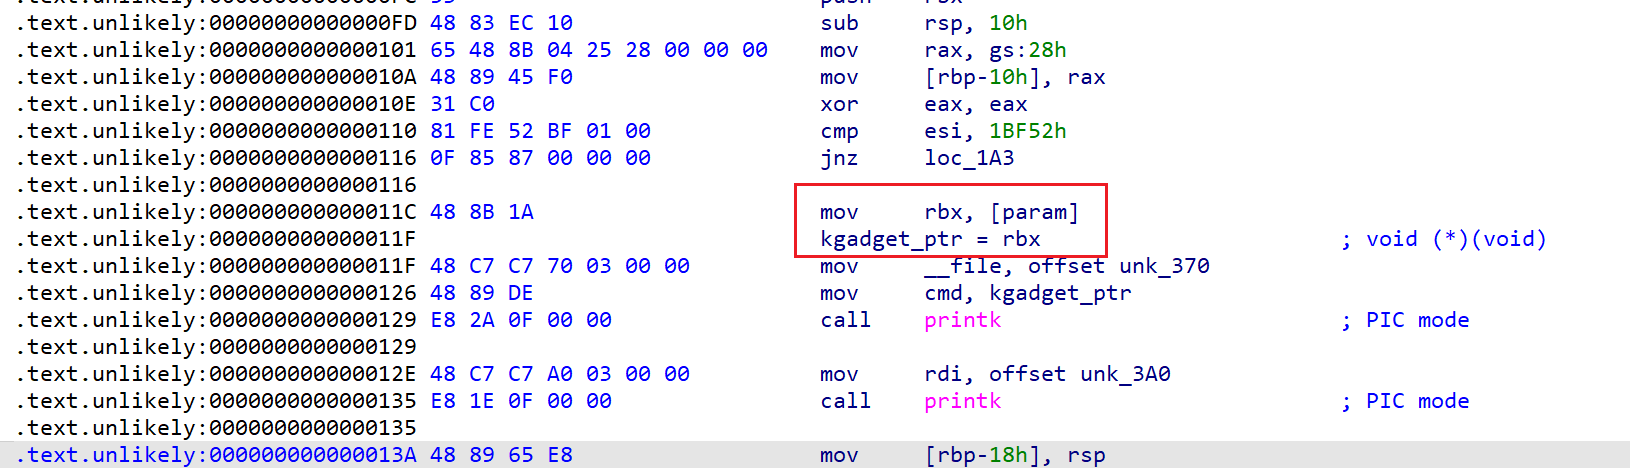 .text.unlikely:00000000000000FC 53 push rbx
.text.unlikely:00000000000000FD 48 83 EC 10 sub rsp, 10h
.text.unlikely:0000000000000101 65 48 8B 04 25 28 00 00 00 mov rax, gs:28h
.text.unlikely:000000000000010A 48 89 45 F0 mov [rbp-10h], rax
.text.unlikely:000000000000010E 31 C0 xor eax, eax
.text.unlikely:0000000000000110 81 FE 52 BF 01 00 cmp esi, 1BF52h
.text.unlikely:0000000000000116 0F 85 87 00 00 00 jnz loc_1A3
.text.unlikely:0000000000000116
.text.unlikely:000000000000011C 48 8B 1A mov rbx, [param]
.text.unlikely:000000000000011F kgadget_ptr = rbx ; void (*)(void)
.text.unlikely:000000000000011F 48 C7 C7 70 03 00 00 mov __file, offset unk_370
.text.unlikely:0000000000000126 48 89 DE mov cmd, kgadget_ptr
.text.unlikely:0000000000000129 E8 2A 0F 00 00 call printk ; PIC mode
.text.unlikely:0000000000000129
.text.unlikely:000000000000012E 48 C7 C7 A0 03 00 00 mov rdi, offset unk_3A0
.text.unlikely:0000000000000135 E8 1E 0F 00 00 call printk ; PIC mode
.text.unlikely:0000000000000135
.text.unlikely:000000000000013A 48 89 65 E8 mov [rbp-18h], rsp